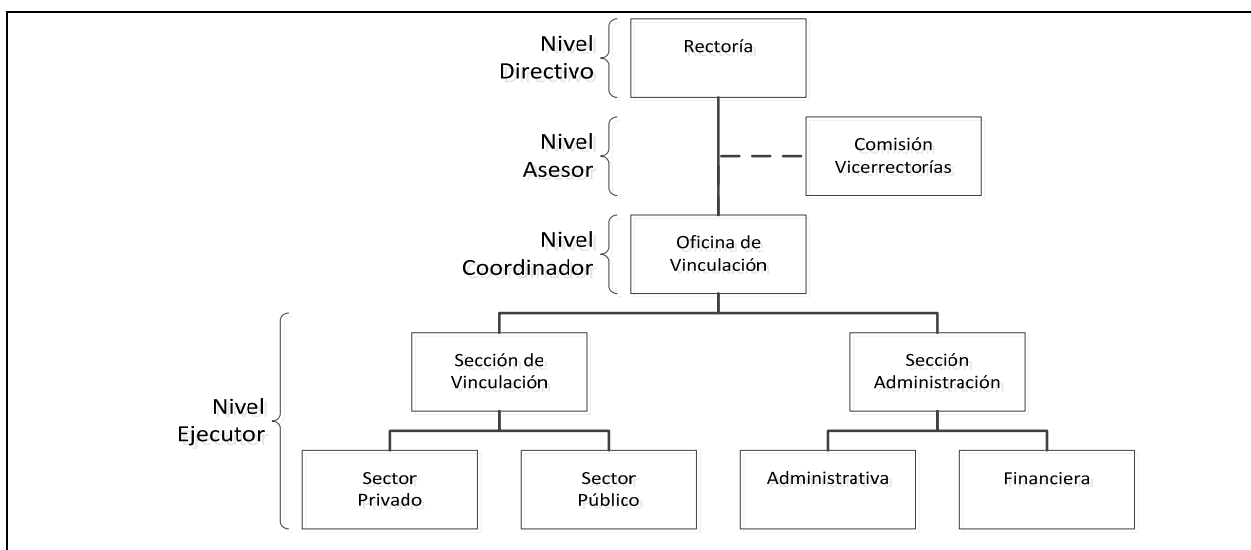 Nivel
Directivo
Rectoría
Nivel
Asesor
Comisión
Vicerrectorías
Nivel
Coordinador
Oficina de
Vinculación
Nivel
Ejecutor
Sección de
Vinculación
Sección
Administración
Sector
Privado
Sector
Público
Administrativa
Financiera